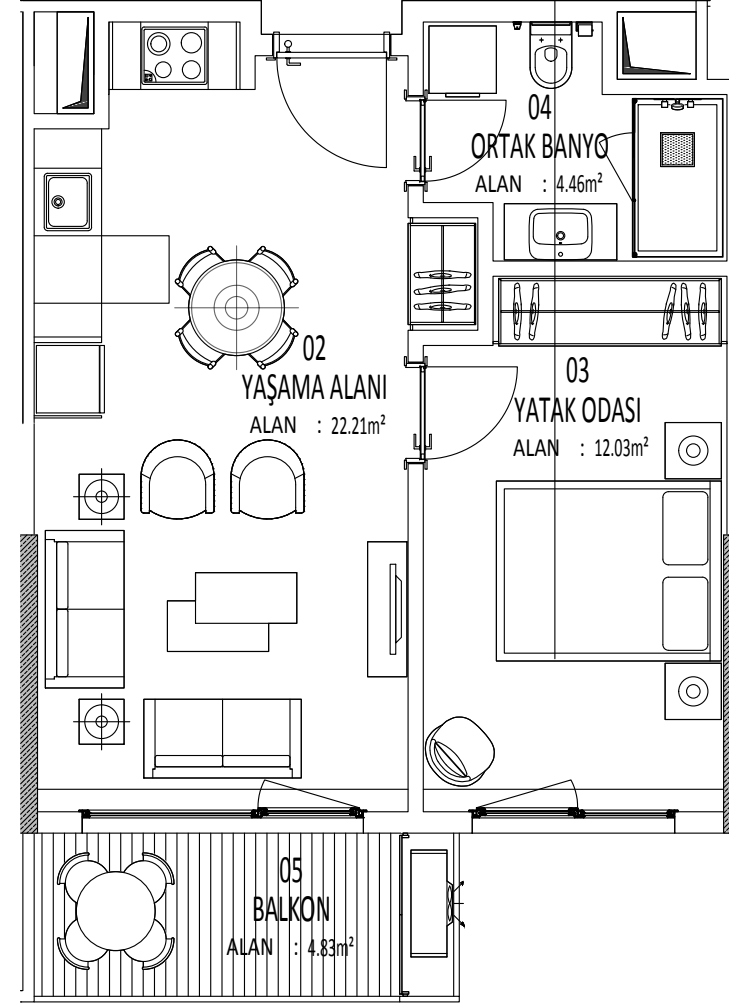 04
ORTAK BANYO
ALAN : 4.46m²
02
YAŞAMA ALANI
ALAN : 22.21m²
03
YATAK ODASI
ALAN : 12.03m²
05
BALKON
ALAN : 4.83m²